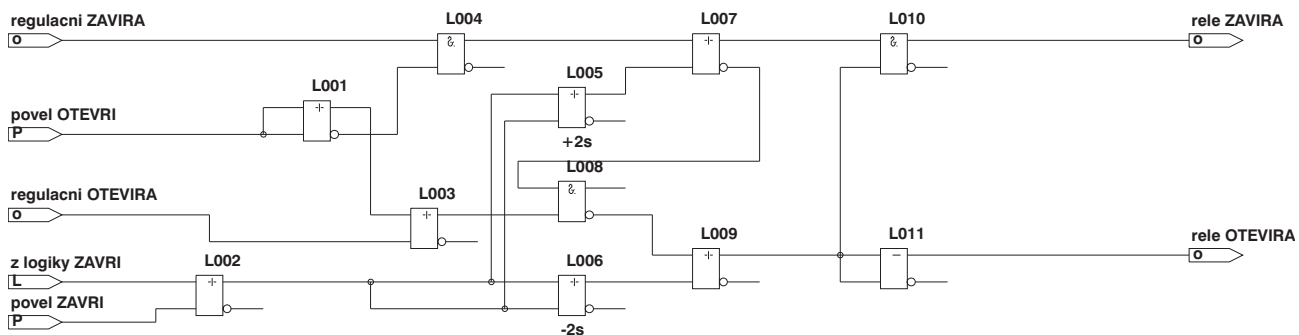 regulacni ZAVIRA
o
L004
&
L007
+
L010
&
rele ZAVIRA
o
L005
+
+2s
L001
+
povel OTEVRI
P
L008
&
regulacni OTEVIRA
o
L003
+
L009
+
L011
–
rele OTEVIRA
o
z logiky ZAVRI
L
L002
+
L006
+
-2s
povel ZAVRI
P